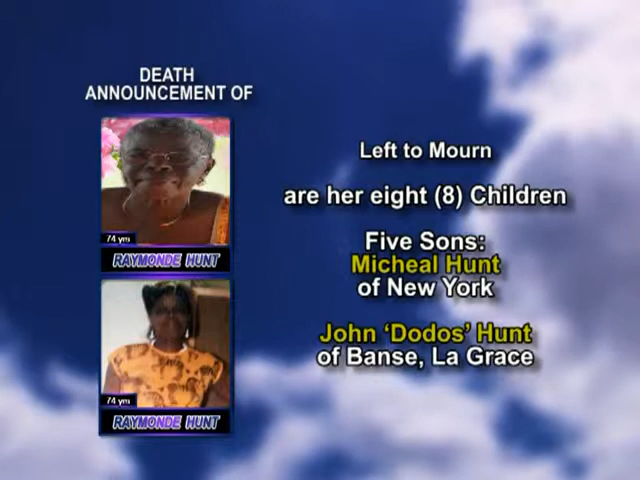 DEATH
ANNOUNCEMENT OF
74 yrs
RAYMONDE HUNT
74 yrs
RAYMONDE HUNT
Left to Mourn
are her eight (8) Children
Five Sons:
Micheal Hunt
of New York
John ‘Dodos’ Hunt
of Banse, La Grace